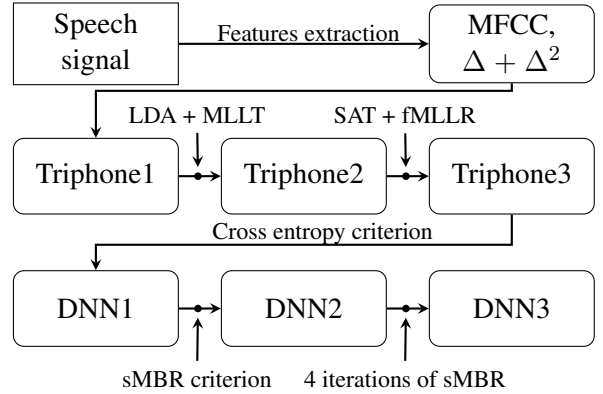 Speech
signal
Features extraction
MFCC,
Δ + Δ²
LDA + MLLT
SAT + fMLLR
Triphone1
Triphone2
Triphone3
Cross entropy criterion
DNN1
DNN2
DNN3
sMBR criterion
4 iterations of sMBR